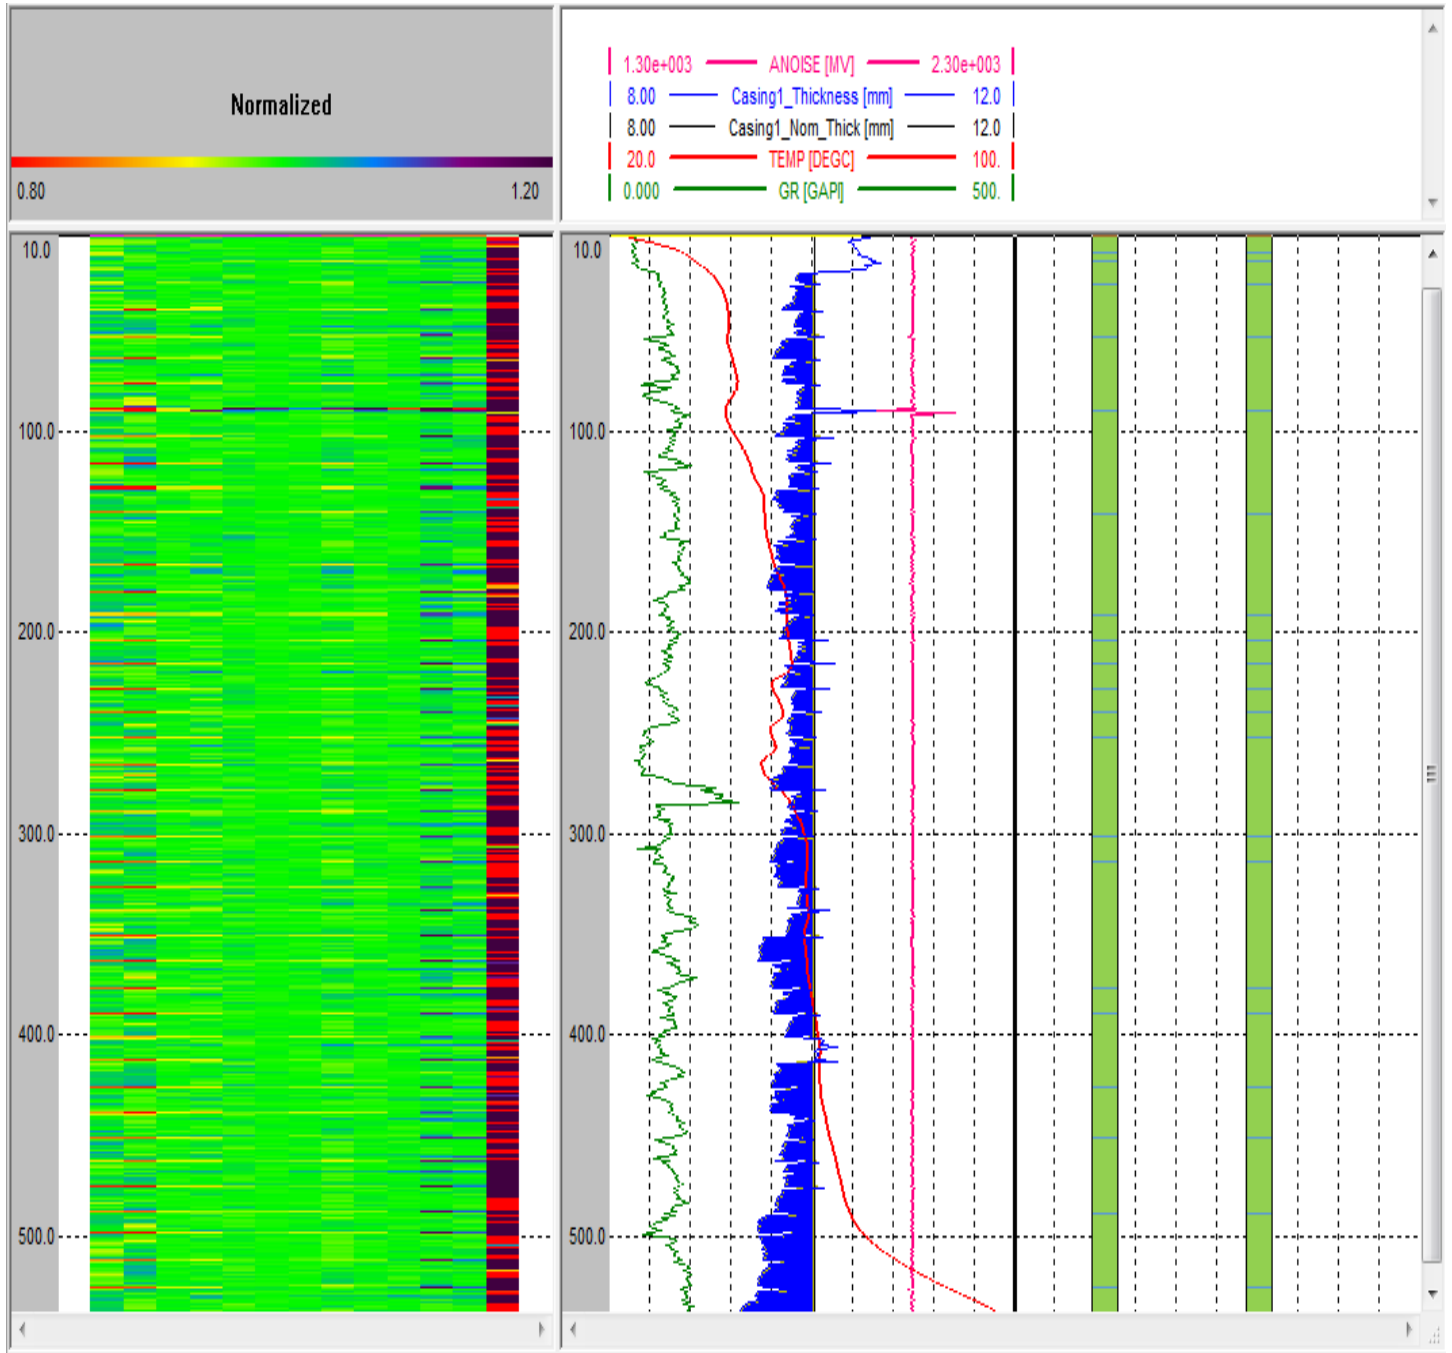 Normalized
0.80 1.20
1.30e+003 ANOISE [MV] 2.30e+003
8.00 Casing1_Thickness [mm] 12.0
8.00 Casing1_Nom_Thick [mm] 12.0
20.0 TEMP [DEGC] 100.
0.000 GR [GAPI] 500.
10.0
100.0
200.0
300.0
400.0
500.0
10.0
100.0
200.0
300.0
400.0
500.0